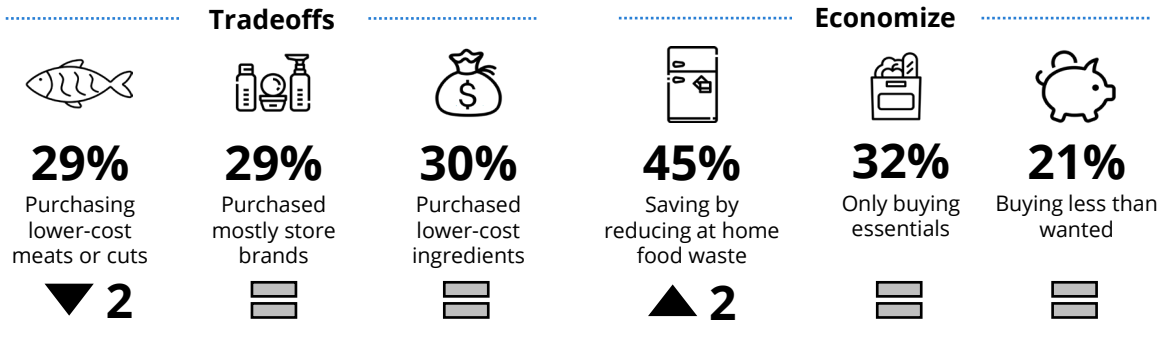 Tradeoffs
$
29%
Purchasing
lower-cost
meats or cuts
2
29%
Purchased
mostly store
brands
30%
Purchased
lower-cost
ingredients
Economize
45%
Saving by
reducing at home
food waste
2
32%
Only buying
essentials
21%
Buying less than
wanted